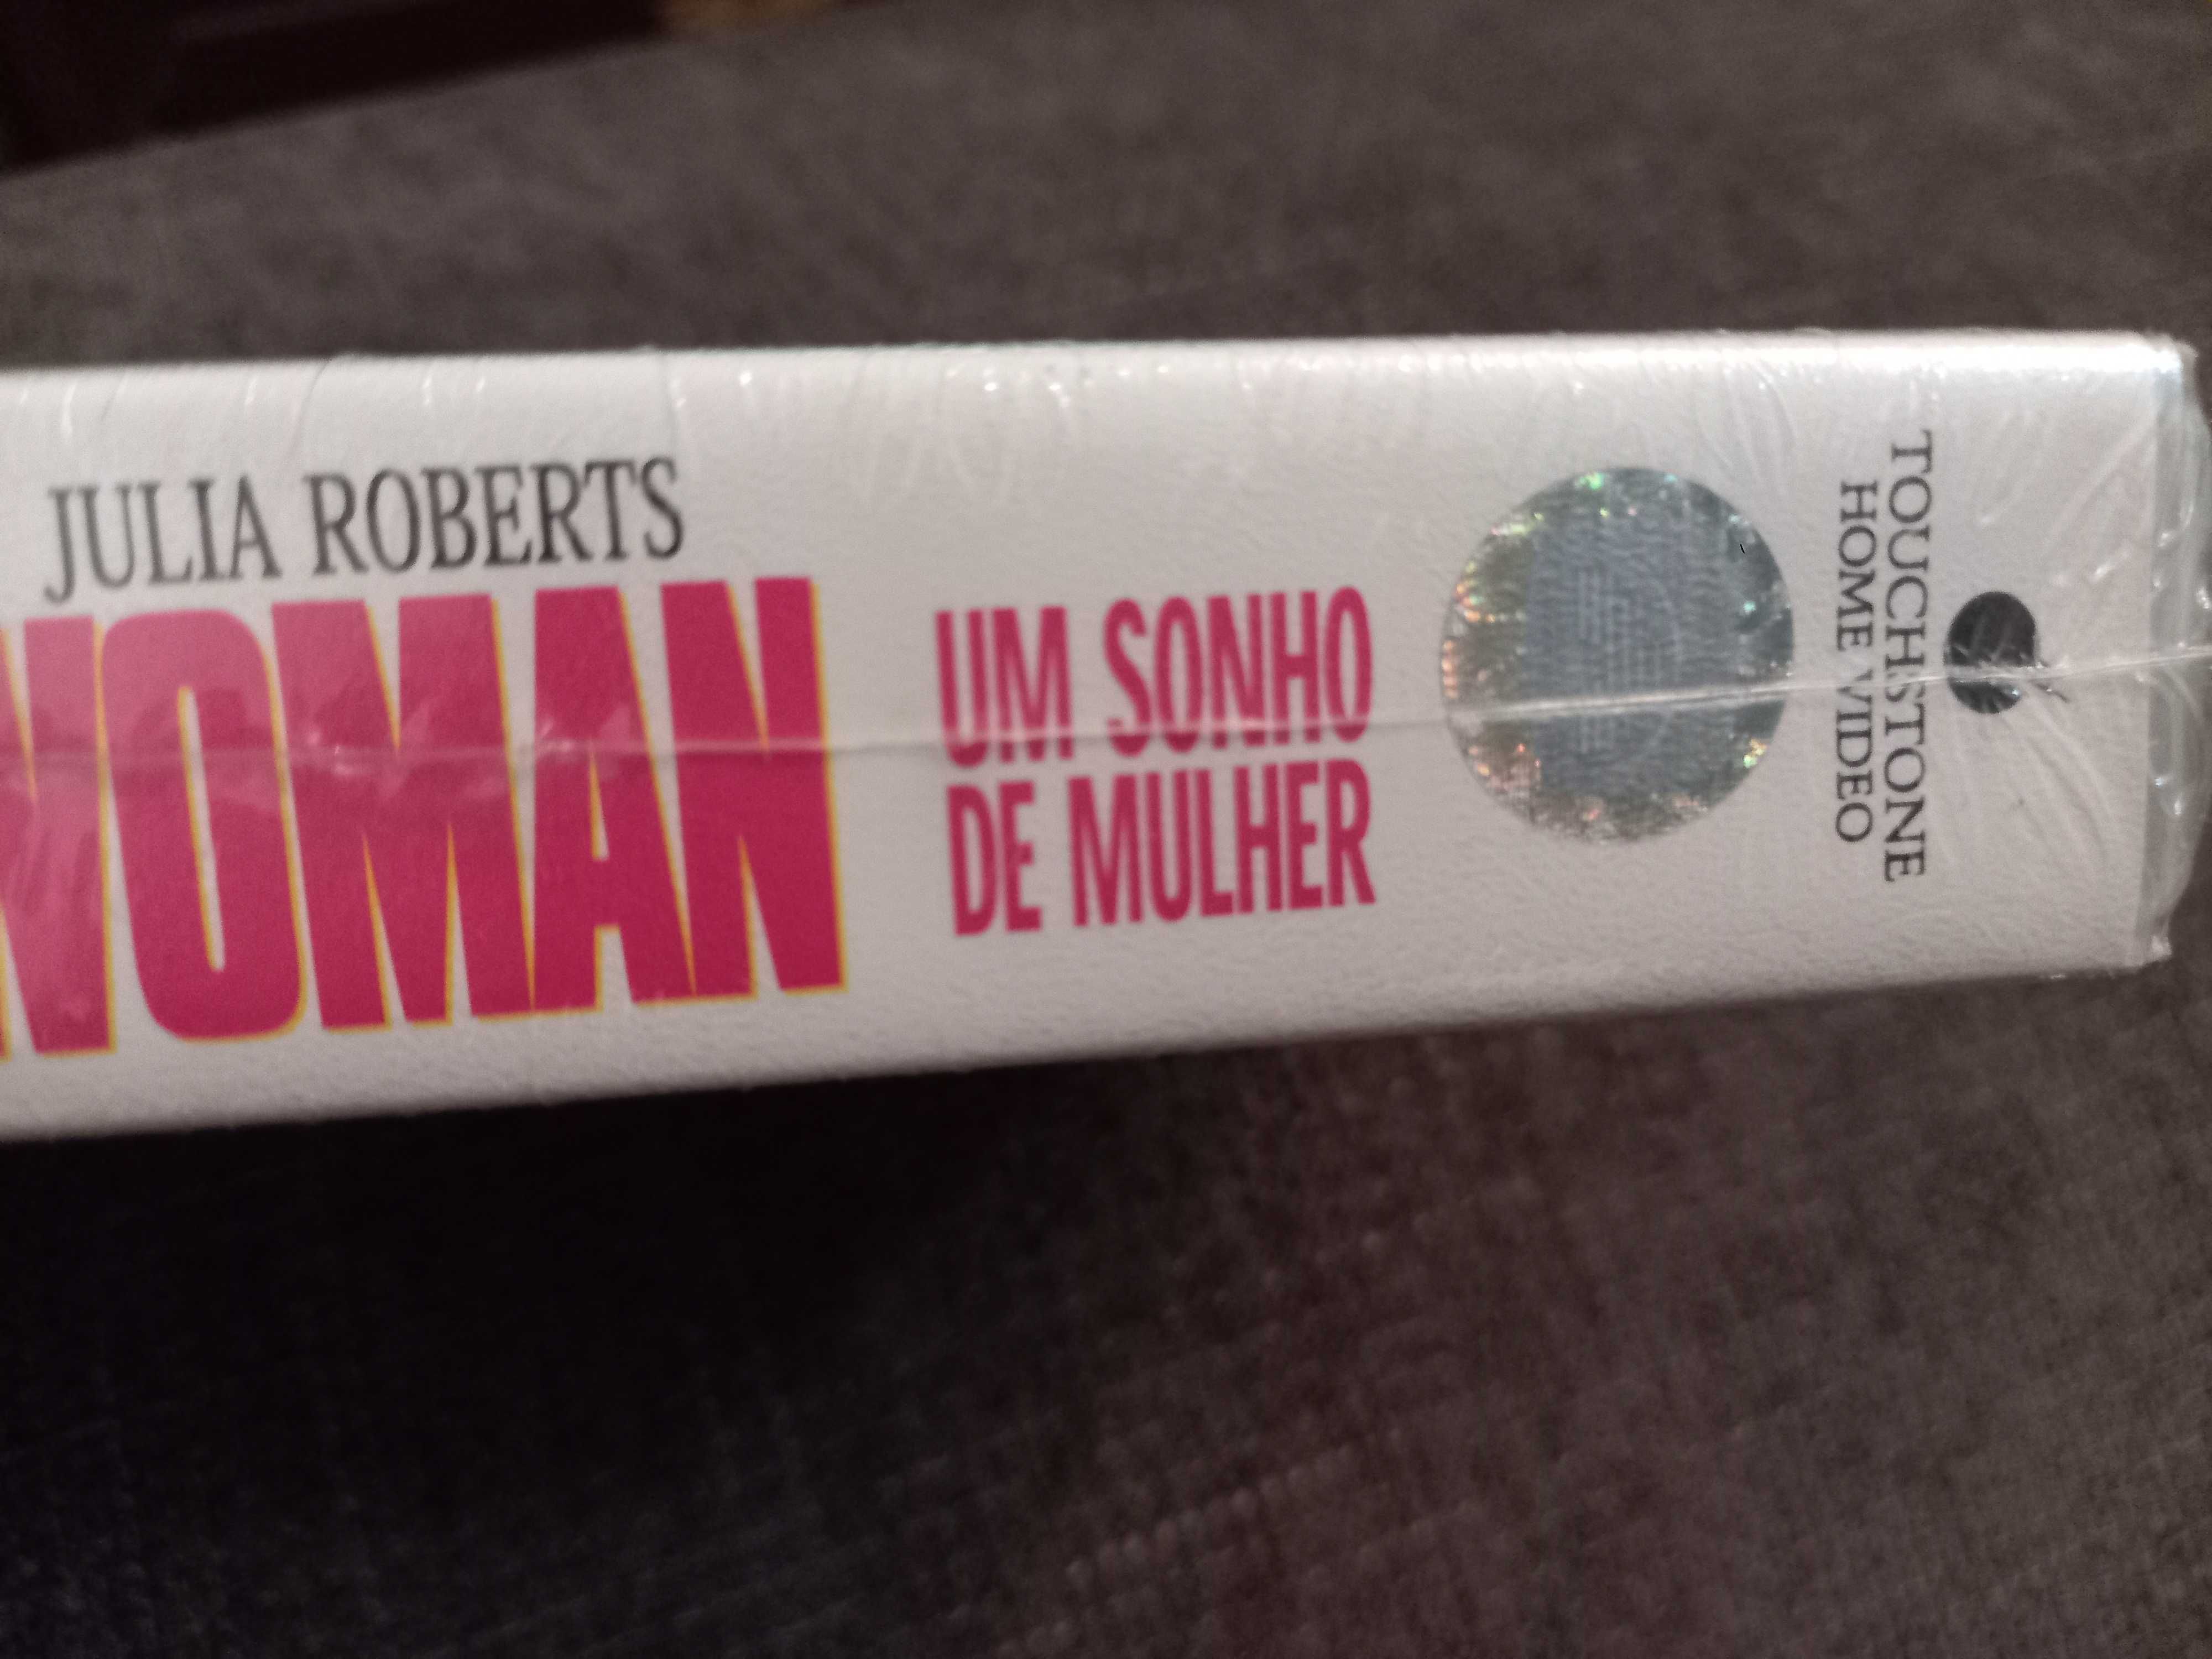 JULIA ROBERTS
WOMAN
UM SONHO
DE MULHER
TOUCHSTONE
HOME VIDEO